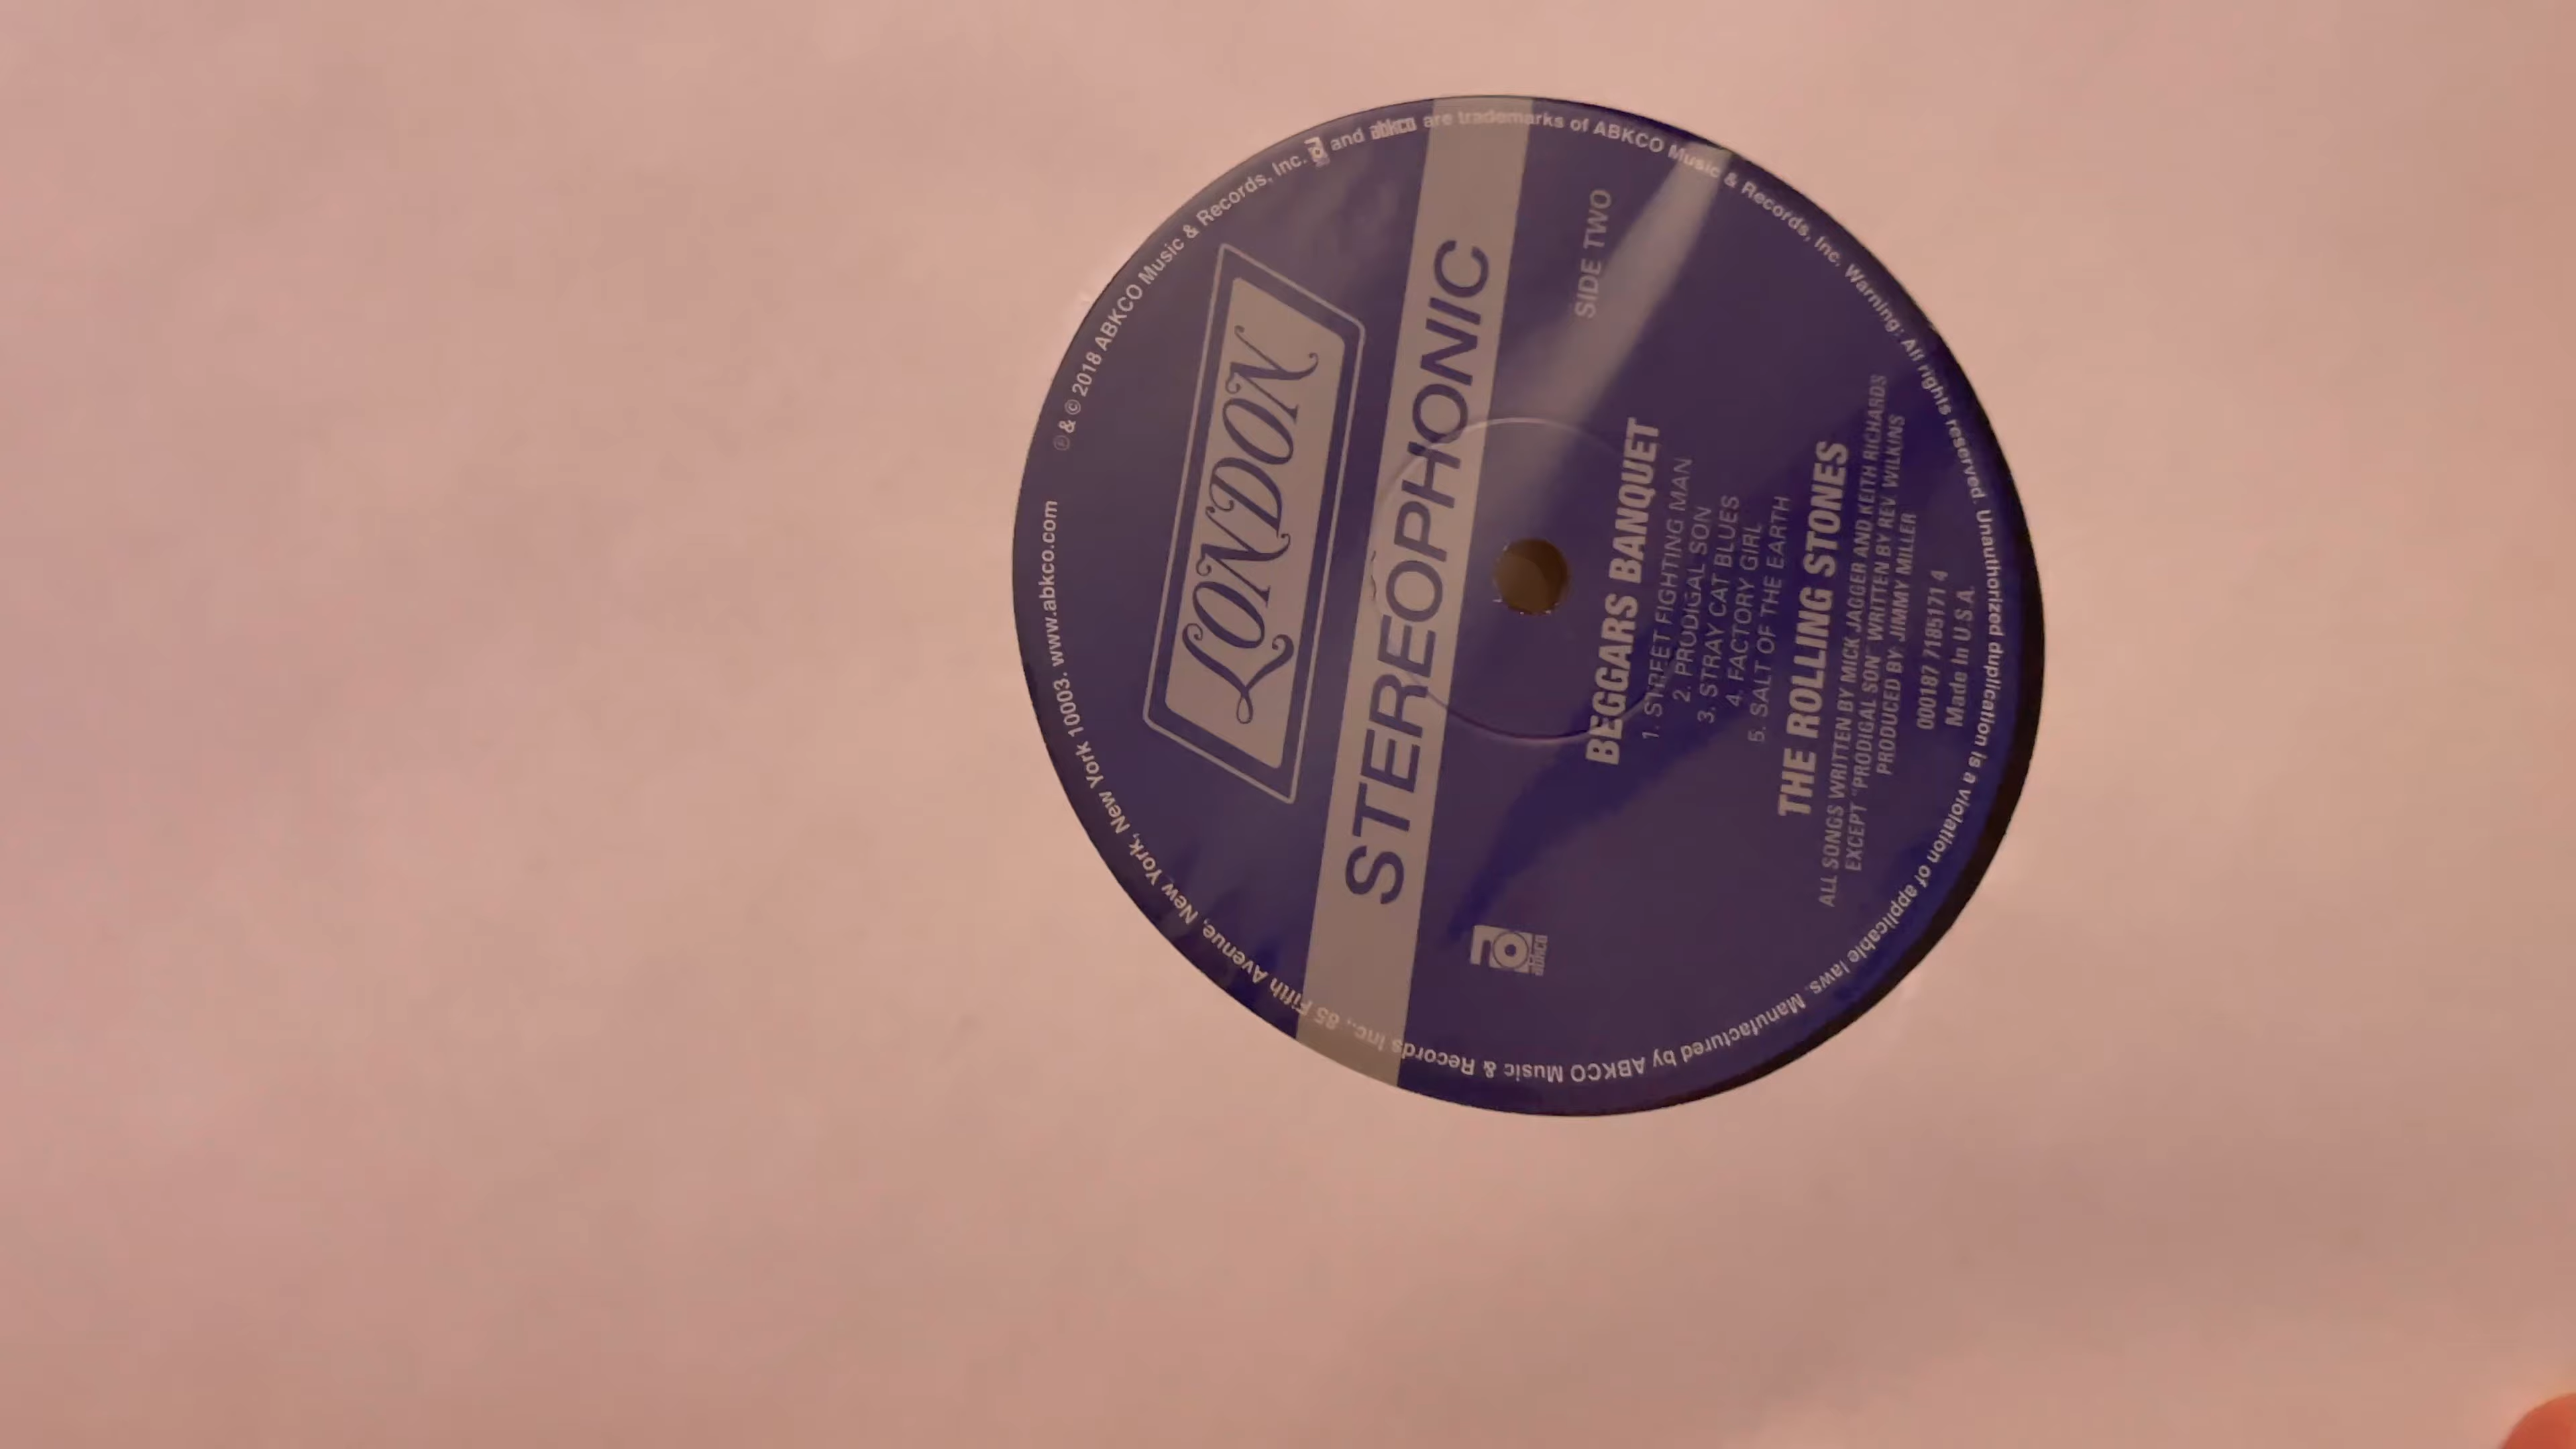 LONDON
STEREOPHONIC
SIDE TWO
abkco
BEGGARS BANQUET
1. STREET FIGHTING MAN
2. PRODIGAL SON
3. STRAY CAT BLUES
4. FACTORY GIRL
5. SALT OF THE EARTH
THE ROLLING STONES
ALL SONGS WRITTEN BY MICK JAGGER AND KEITH RICHARDS
EXCEPT "PRODIGAL SON" WRITTEN BY REV. WILKINS
PRODUCED BY: JIMMY MILLER
000187 7185171 4
Made In U.S.A.
℗ & © 2018 ABKCO Music & Records, Inc. and abkco are trademarks of ABKCO Music & Records, Inc. Warning: All rights reserved. Unauthorized duplication is a violation of applicable laws. Manufactured by ABKCO Music & Records Inc., 85 Fifth Avenue, New York, New York 10003. www.abkco.com